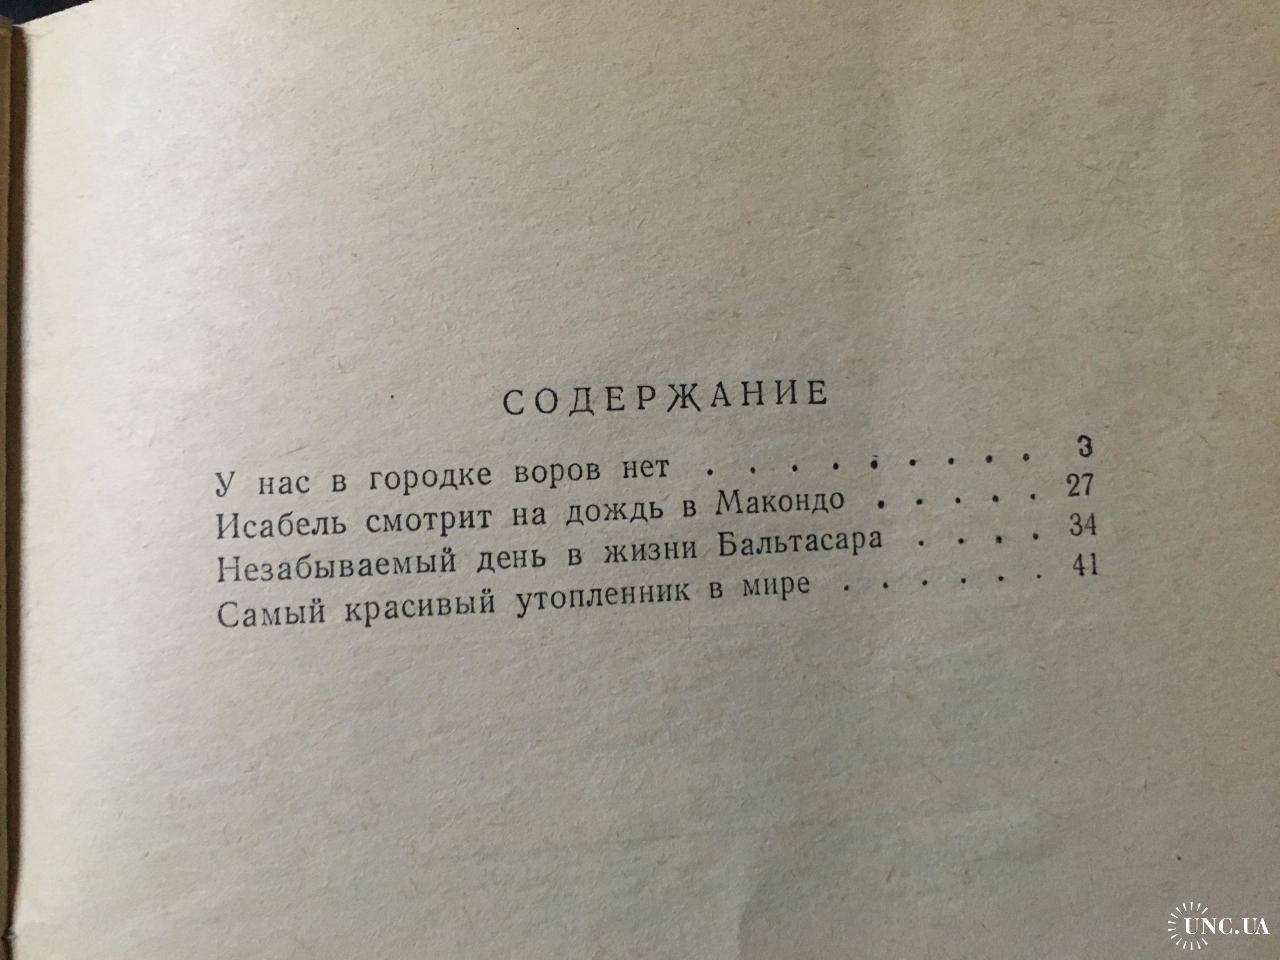 СОДЕРЖАНИЕ
У нас в городке воров нет . . . . . . . . . 3
Исабель смотрит на дождь в Макондо . . . . . 27
Незабываемый день в жизни Бальтасара . . . . 34
Самый красивый утопленник в мире . . . . . . 41
UNC.UA